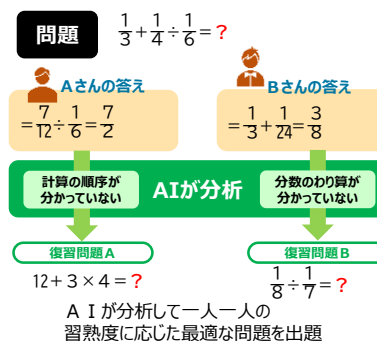 問題 1/3+1/4÷1/6=?
Aさんの答え
=7/12÷1/6=7/2
Bさんの答え
=1/3+1/24=3/8
計算の順序が
分かっていない
AIが分析
分数のわり算が
分かっていない
復習問題A
12+3×4=?
復習問題B
1/8÷1/7=?
AIが分析して一人一人の
習熟度に応じた最適な問題を出題